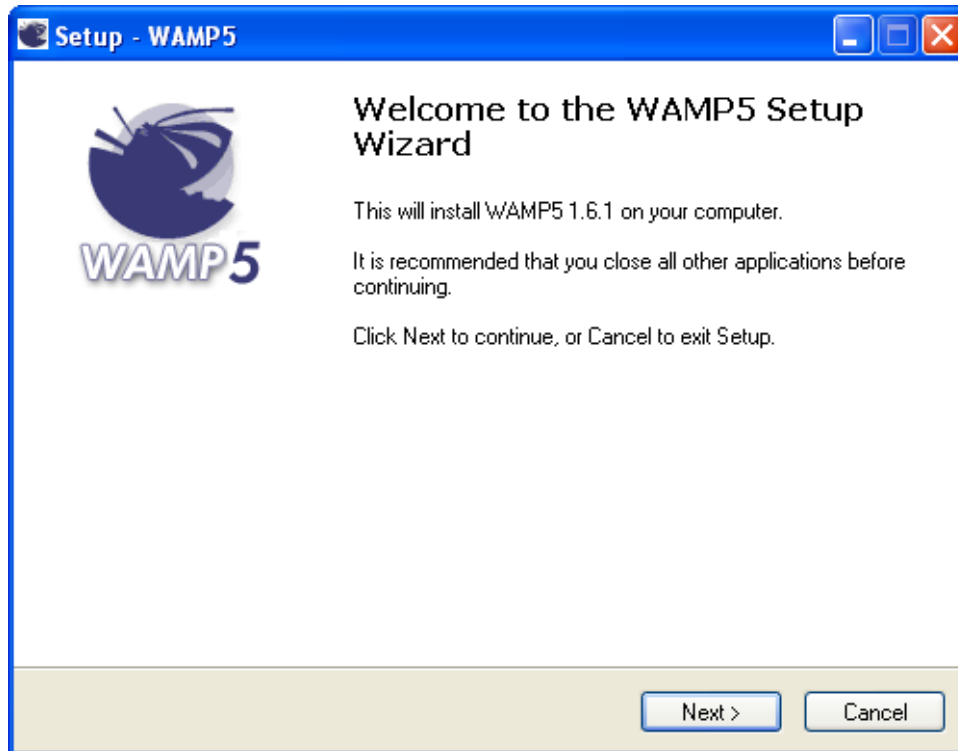 Setup - WAMP5
WAMP5
Welcome to the WAMP5 Setup
Wizard
This will install WAMP5 1.6.1 on your computer.
It is recommended that you close all other applications before
continuing.
Click Next to continue, or Cancel to exit Setup.
Next >
Cancel